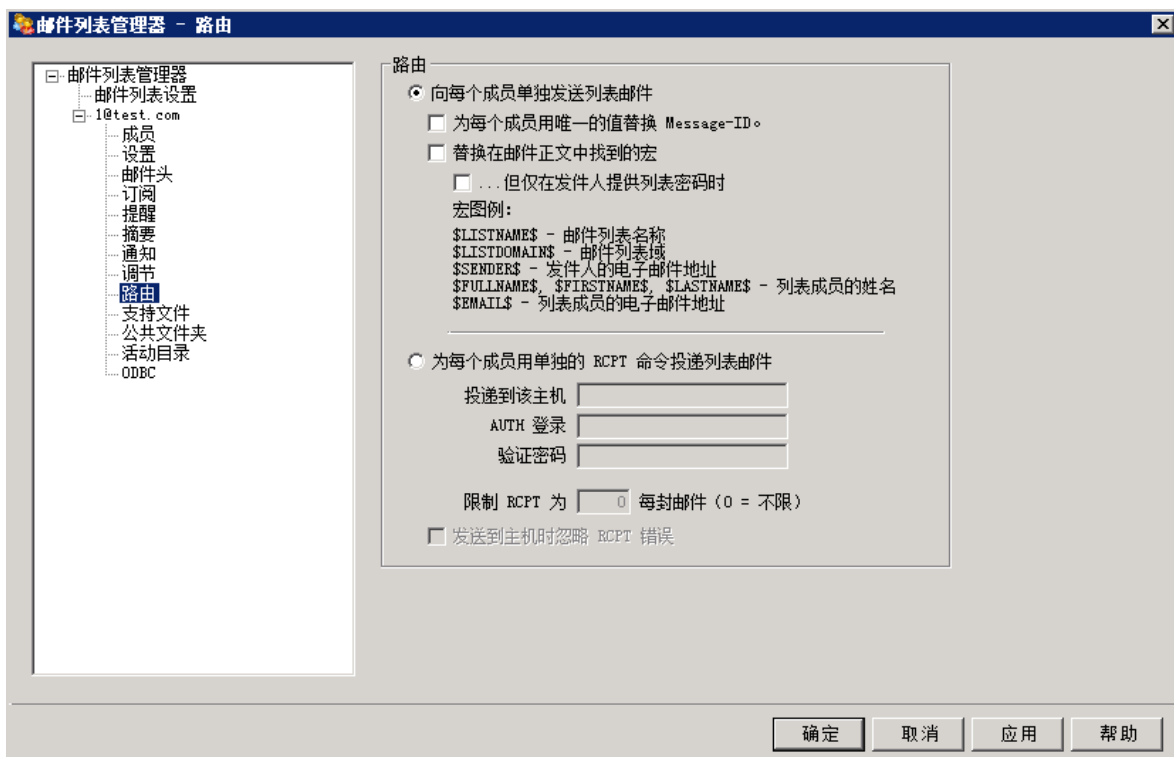 邮件列表管理器 - 路由
邮件列表管理器
邮件列表设置
1@test.com
成员
设置
邮件头
订阅
提醒
摘要
通知
调节
路由
支持文件
公共文件夹
活动目录
ODBC
路由
向每个成员单独发送列表邮件
为每个成员用唯一的值替换 Message-ID。
替换在邮件正文中找到的宏
...但仅在发件人提供列表密码时
宏图例：
$LISTNAME$ - 邮件列表名称
$LISTDOMAIN$ - 邮件列表域
$SENDER$ - 发件人的电子邮件地址
$FULLNAME$, $FIRSTNAME$, $LASTNAME$ - 列表成员的姓名
$EMAIL$ - 列表成员的电子邮件地址
为每个成员用单独的 RCPT 命令投递列表邮件
投递到该主机
AUTH 登录
验证密码
限制 RCPT 为 0 每封邮件（0 = 不限）
发送到主机时忽略 RCPT 错误
确定 取消 应用 帮助